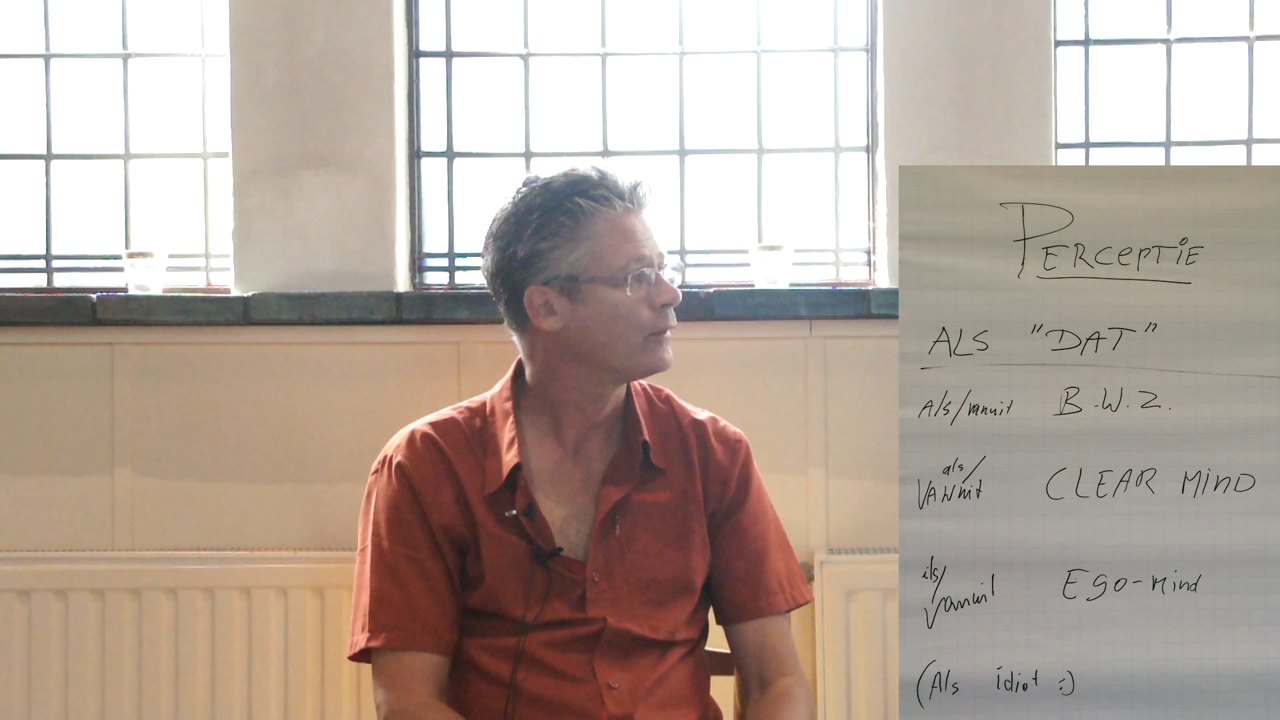 PERCEPTIE
ALS "DAT"
Als/vanuit B.W.Z.
als/
VANuit CLEAR MIND
als/
Vanuit Ego-mind
(Als idiot :)